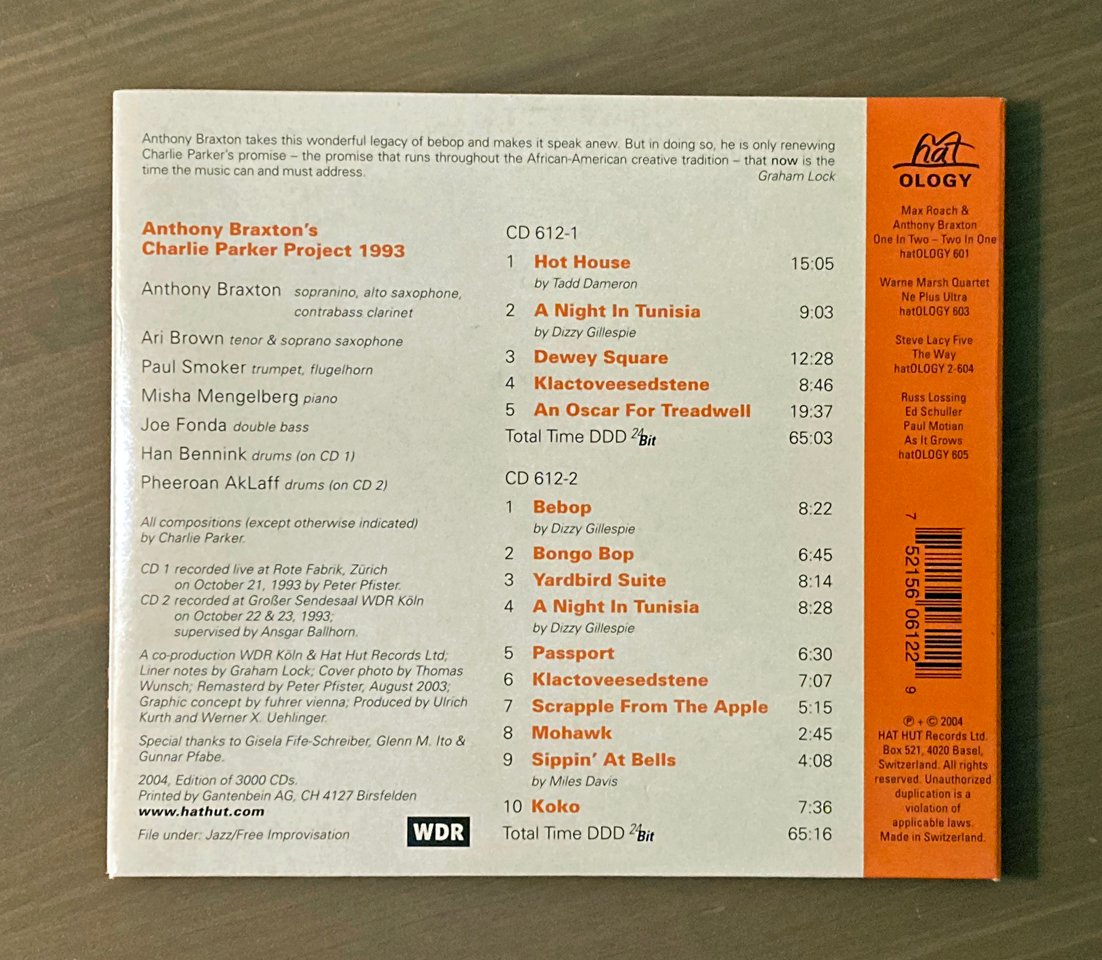 Anthony Braxton takes this wonderful legacy of bebop and makes it speak anew. But in doing so, he is only renewing
Charlie Parker's promise – the promise that runs throughout the African-American creative tradition – that now is the
time the music can and must address.
Graham Lock
Anthony Braxton's
Charlie Parker Project 1993
Anthony Braxton sopranino, alto saxophone,
contrabass clarinet
Ari Brown tenor & soprano saxophone
Paul Smoker trumpet, flugelhorn
Misha Mengelberg piano
Joe Fonda double bass
Han Bennink drums (on CD 1)
Pheeroan AkLaff drums (on CD 2)
All compositions (except otherwise indicated)
by Charlie Parker.
CD 1 recorded live at Rote Fabrik, Zürich
on October 21, 1993 by Peter Pfister.
CD 2 recorded at Großer Sendesaal WDR Köln
on October 22 & 23, 1993;
supervised by Ansgar Ballhorn.
A co-production WDR Köln & Hat Hut Records Ltd;
Liner notes by Graham Lock; Cover photo by Thomas
Wunsch; Remasterd by Peter Pfister, August 2003;
Graphic concept by fuhrer vienna; Produced by Ulrich
Kurth and Werner X. Uehlinger.
Special thanks to Gisela Fife-Schreiber, Glenn M. Ito &
Gunnar Pfabe.
2004, Edition of 3000 CDs.
Printed by Gantenbein AG, CH 4127 Birsfelden
www.hathut.com
File under: Jazz/Free Improvisation
WDR
CD 612-1
1 Hot House 15:05
by Tadd Dameron
2 A Night In Tunisia 9:03
by Dizzy Gillespie
3 Dewey Square 12:28
4 Klactoveesedstene 8:46
5 An Oscar For Treadwell 19:37
Total Time DDD 24Bit 65:03
CD 612-2
1 Bebop 8:22
by Dizzy Gillespie
2 Bongo Bop 6:45
3 Yardbird Suite 8:14
4 A Night In Tunisia 8:28
by Dizzy Gillespie
5 Passport 6:30
6 Klactoveesedstene 7:07
7 Scrapple From The Apple 5:15
8 Mohawk 2:45
9 Sippin' At Bells 4:08
by Miles Davis
10 Koko 7:36
Total Time DDD 24Bit 65:16
hat
OLOGY
Max Roach &
Anthony Braxton
One In Two – Two In One
hatOLOGY 601
Warne Marsh Quartet
Ne Plus Ultra
hatOLOGY 603
Steve Lacy Five
The Way
hatOLOGY 2-604
Russ Lossing
Ed Schuller
Paul Motian
As It Grows
hatOLOGY 605
7 52156 06122 9
℗ + © 2004
HAT HUT Records Ltd.
Box 521, 4020 Basel,
Switzerland. All rights
reserved. Unauthorized
duplication is a
violation of
applicable laws.
Made in Switzerland.